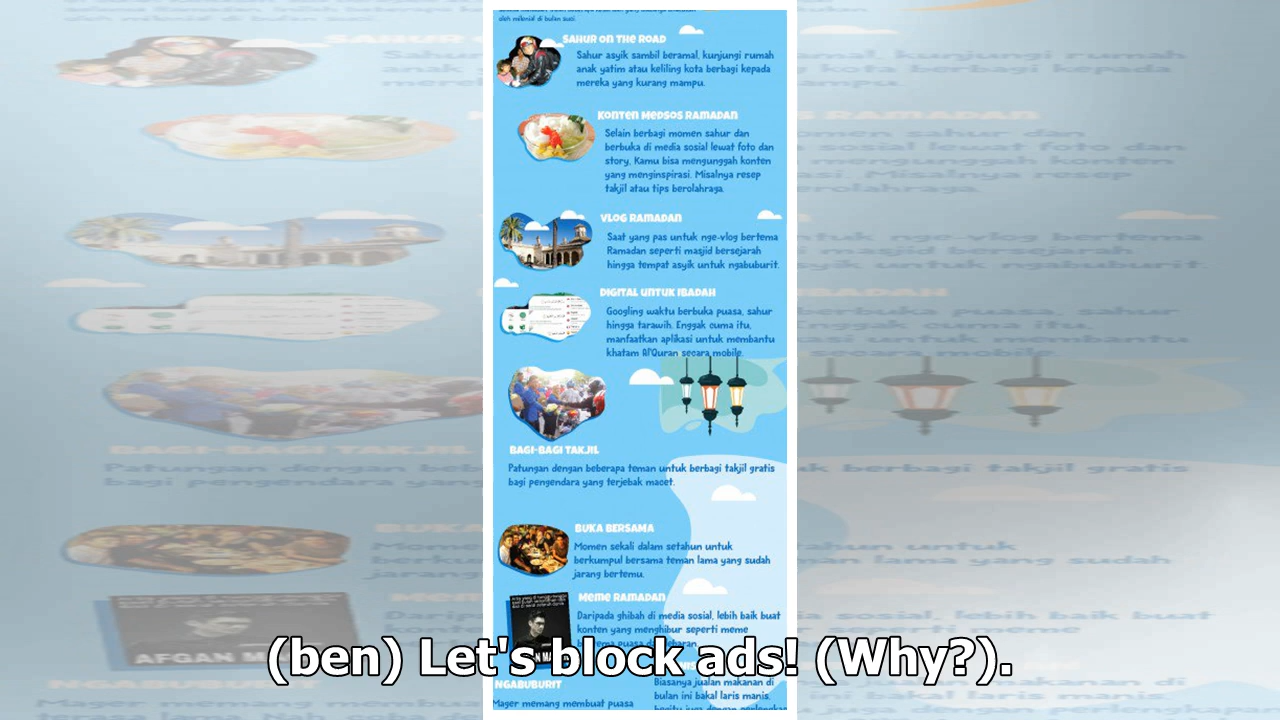 oleh milenial di bulan suci.
SAHUR ON THE ROAD
Sahur asyik sambil beramal, kunjungi rumah
anak yatim atau keliling kota berbagi kepada
mereka yang kurang mampu.
KONTEN MEDSOS RAMADAN
Selain berbagi momen sahur dan
berbuka di media sosial lewat foto dan
story, Kamu bisa mengunggah konten
yang menginspirasi. Misalnya resep
takjil atau tips berolahraga.
VLOG RAMADAN
Saat yang pas untuk nge-vlog bertema
Ramadan seperti masjid bersejarah
hingga tempat asyik untuk ngabuburit.
DIGITAL UNTUK IBADAH
Googling waktu berbuka puasa, sahur
hingga tarawih. Enggak cuma itu,
manfaatkan aplikasi untuk membantu
khatam Al'Quran secara mobile.
BAGI-BAGI TAKJIL
Patungan dengan beberapa teman untuk berbagi takjil gratis
bagi pengendara yang terjebak macet.
BUKA BERSAMA
Momen sekali dalam setahun untuk
berkumpul bersama teman lama yang sudah
jarang bertemu.
MEME RAMADAN
Daripada ghibah di media sosial, lebih baik buat
konten yang menghibur seperti meme
AFGAN
(ben) Let's block ads! (Why?).
Biasanya jualan makanan di
bulan ini bakal laris manis,
NGABUBURIT
Mager memang membuat puasa